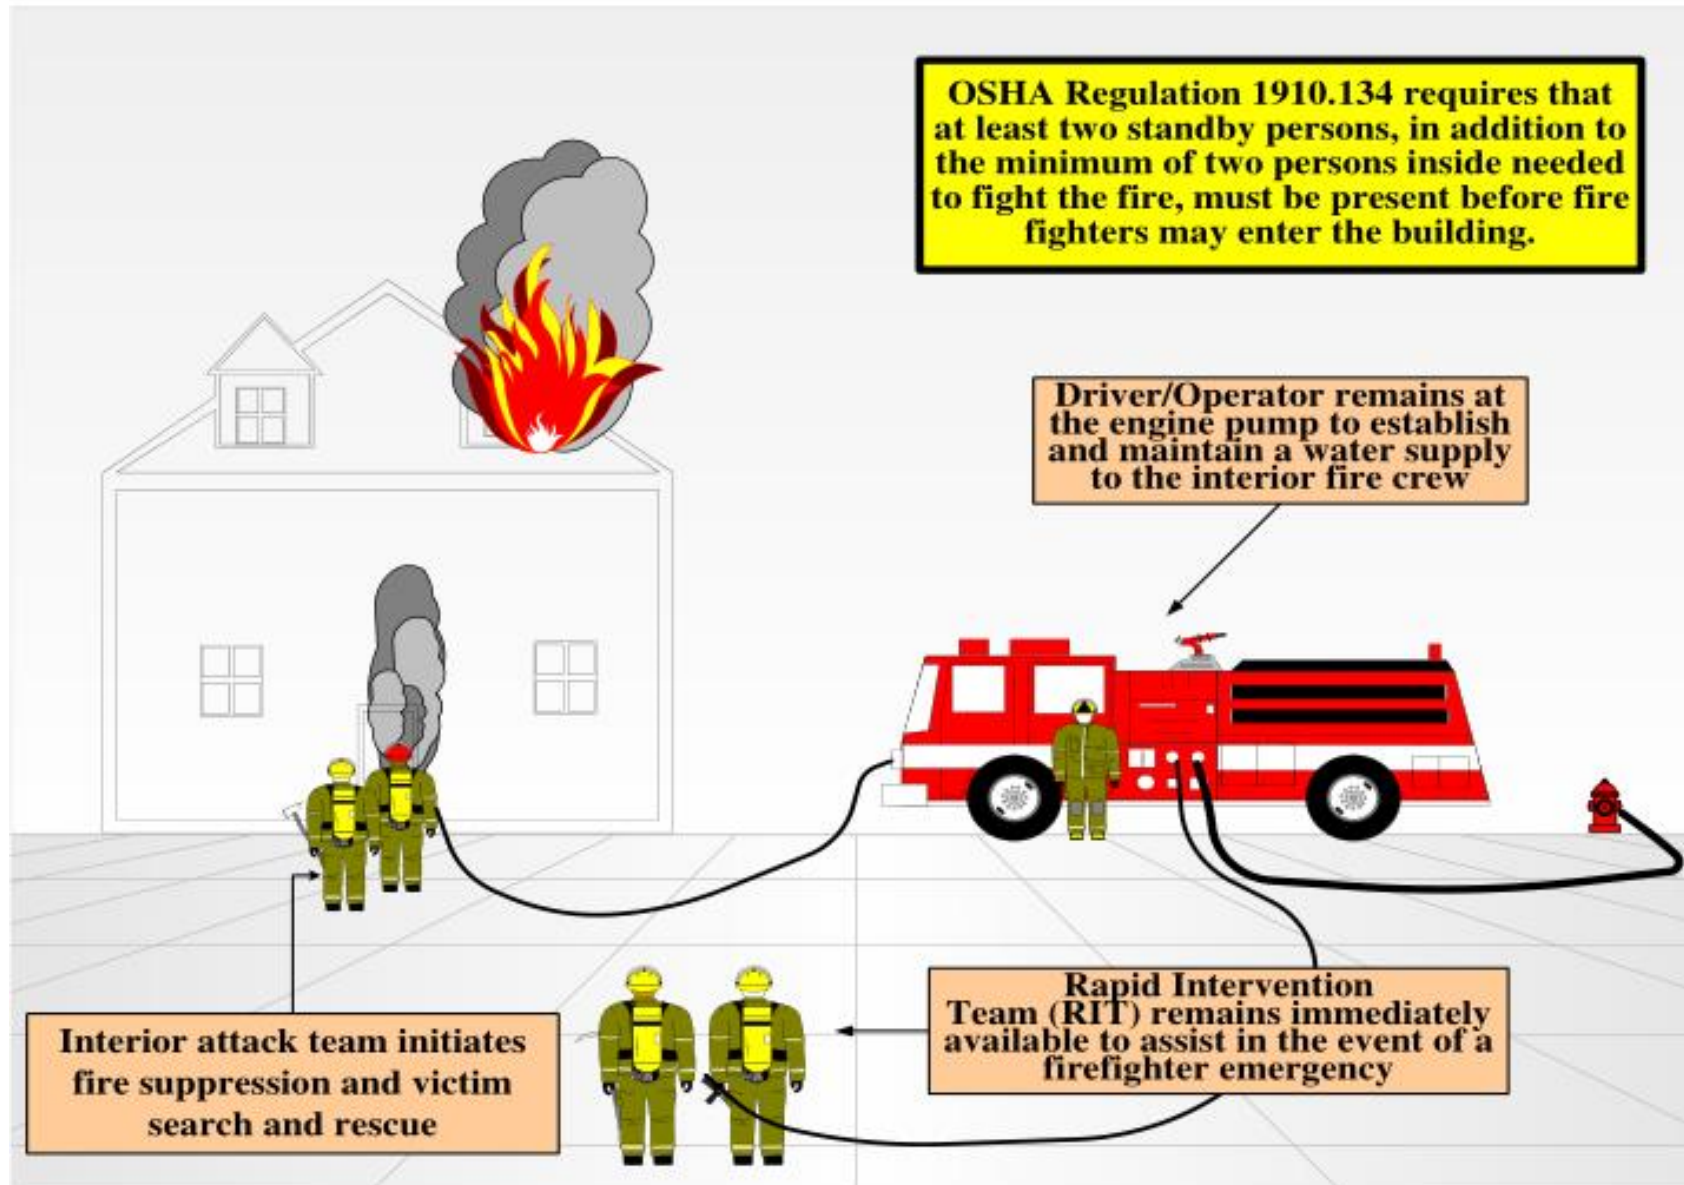 OSHA Regulation 1910.134 requires that
at least two standby persons, in addition to
the minimum of two persons inside needed
to fight the fire, must be present before fire
fighters may enter the building.
Driver/Operator remains at
the engine pump to establish
and maintain a water supply
to the interior fire crew
Interior attack team initiates
fire suppression and victim
search and rescue
Rapid Intervention
Team (RIT) remains immediately
available to assist in the event of a
firefighter emergency